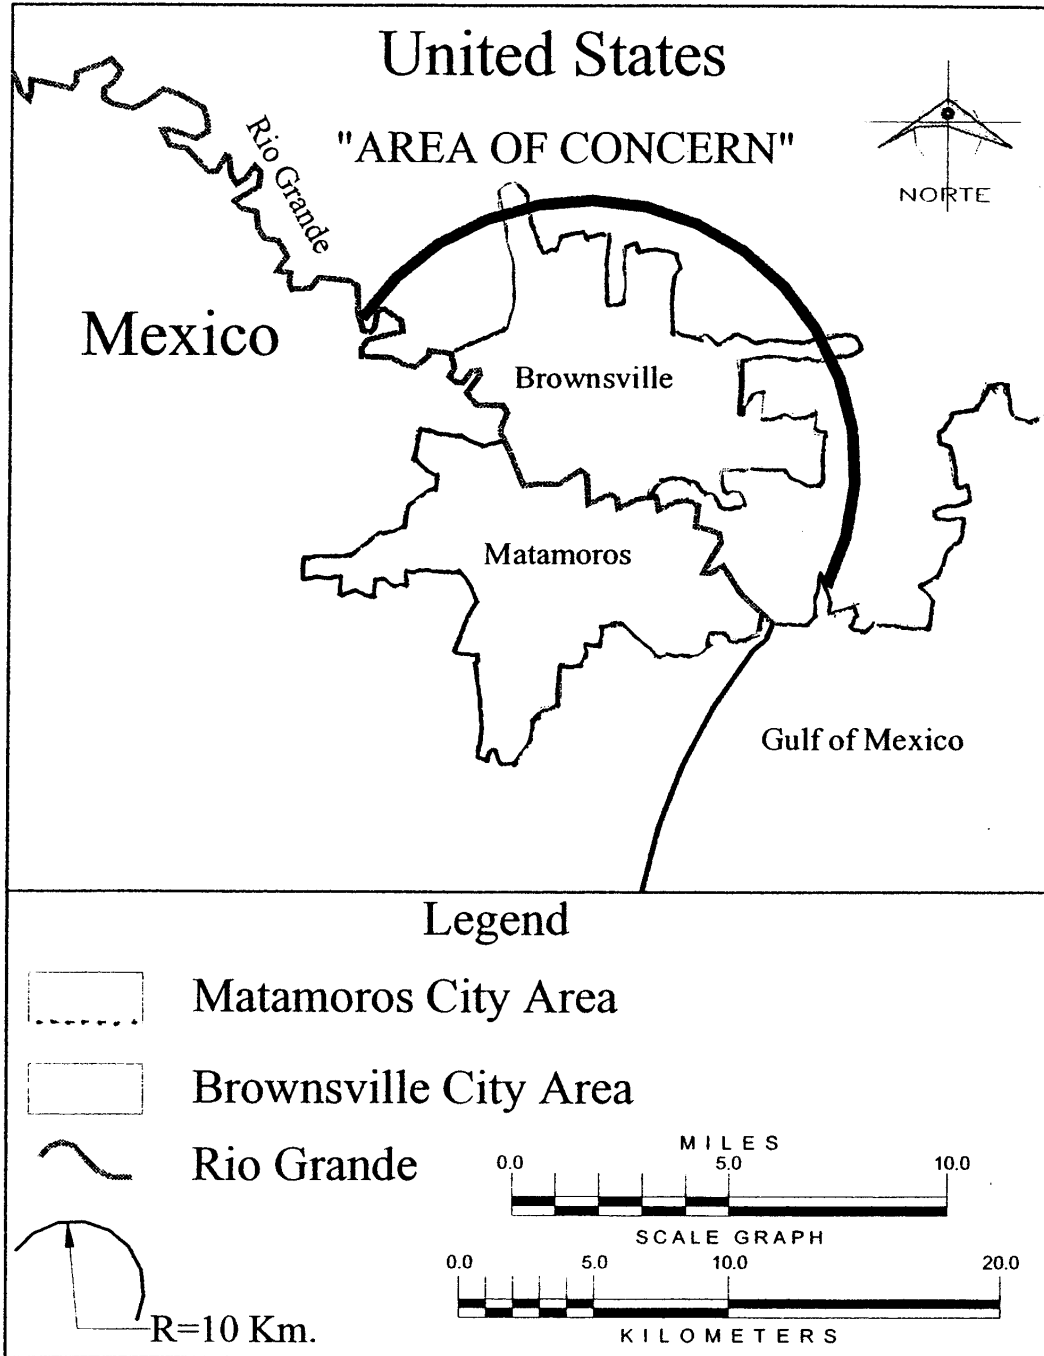 United States
"AREA OF CONCERN"
NORTE
Rio Grande
Mexico
Brownsville
Matamoros
Gulf of Mexico
Legend
Matamoros City Area
Brownsville City Area
Rio Grande
R=10 Km.
MILES
0.0 5.0 10.0
SCALE GRAPH
0.0 5.0 10.0 20.0
KILOMETERS